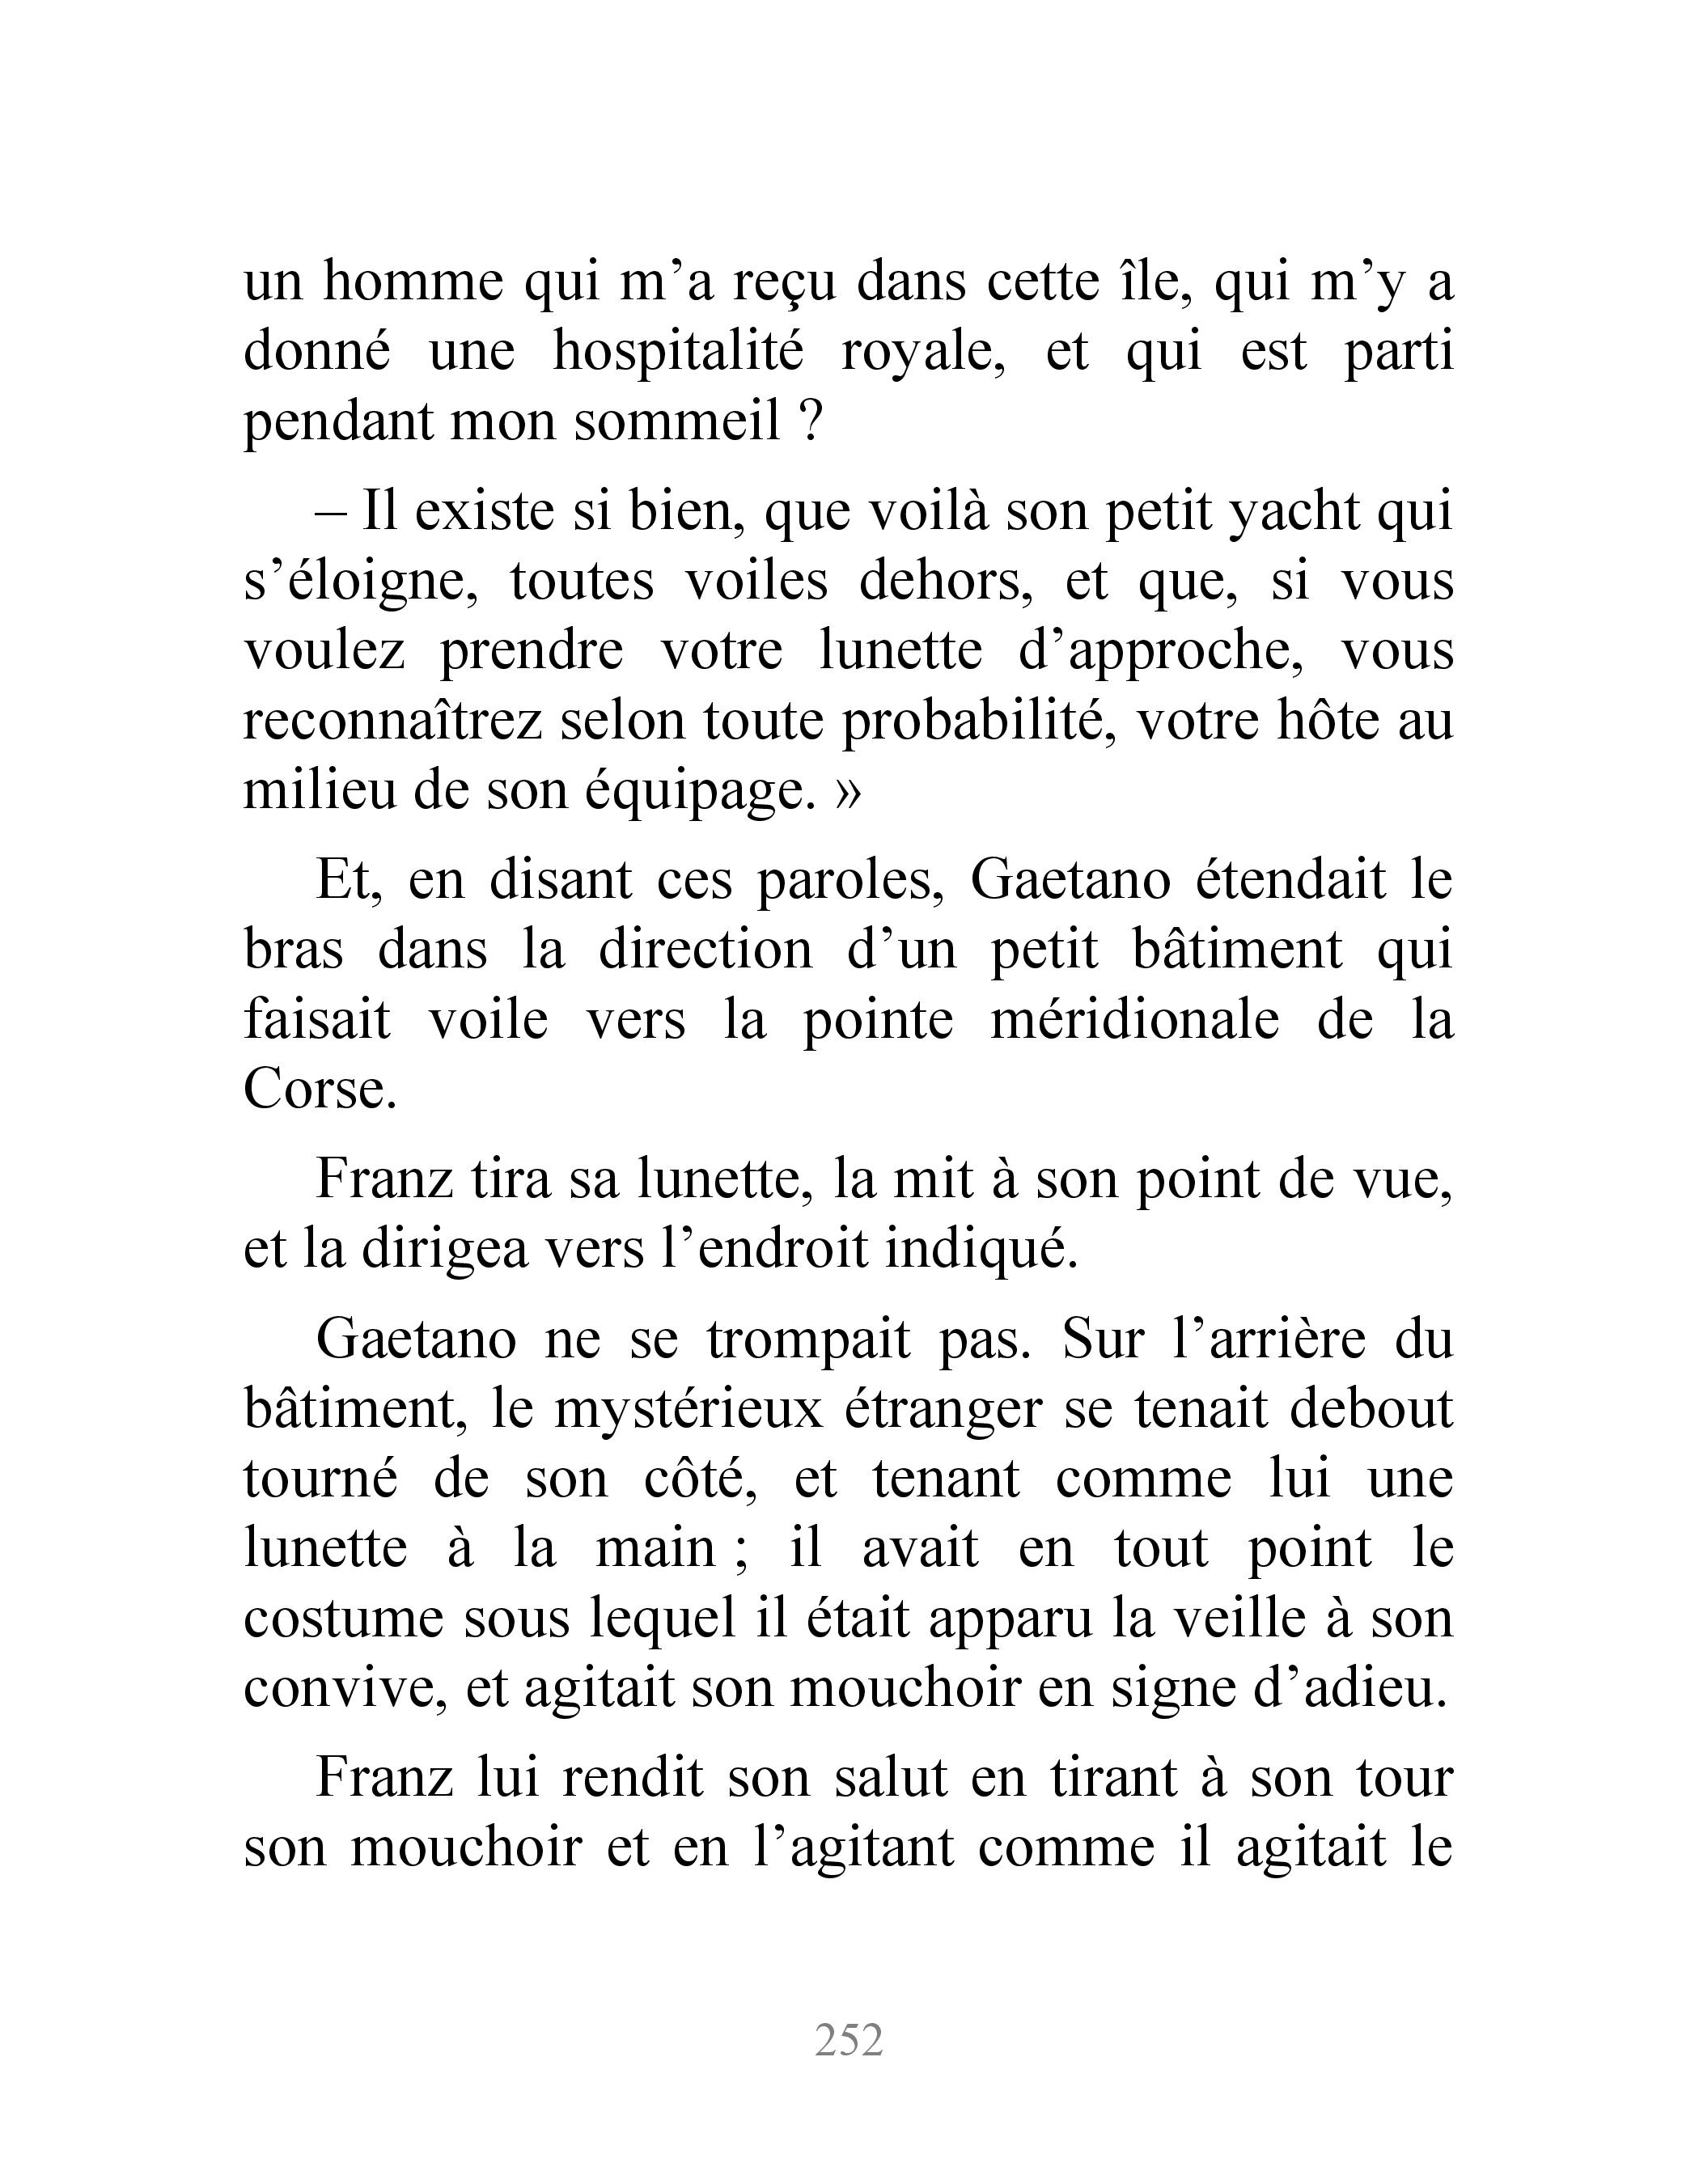 un homme qui m’a reçu dans cette île, qui m’y a
donné une hospitalité royale, et qui est parti
pendant mon sommeil ?
– Il existe si bien, que voilà son petit yacht qui
s’éloigne, toutes voiles dehors, et que, si vous
voulez prendre votre lunette d’approche, vous
reconnaîtrez selon toute probabilité, votre hôte au
milieu de son équipage. »
Et, en disant ces paroles, Gaetano étendait le
bras dans la direction d’un petit bâtiment qui
faisait voile vers la pointe méridionale de la
Corse.
Franz tira sa lunette, la mit à son point de vue,
et la dirigea vers l’endroit indiqué.
Gaetano ne se trompait pas. Sur l’arrière du
bâtiment, le mystérieux étranger se tenait debout
tourné de son côté, et tenant comme lui une
lunette à la main ; il avait en tout point le
costume sous lequel il était apparu la veille à son
convive, et agitait son mouchoir en signe d’adieu.
Franz lui rendit son salut en tirant à son tour
son mouchoir et en l’agitant comme il agitait le
252